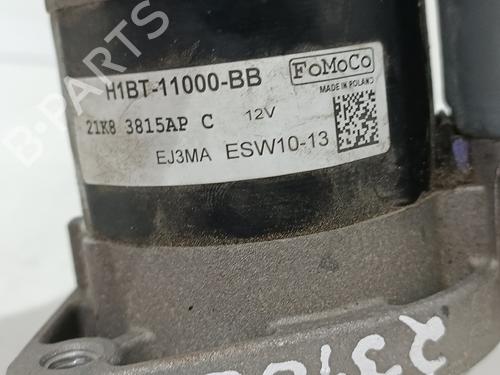 H1BT-11000-BB
FoMoCo
MADE IN POLAND
21K8 3815AP C
12V
EJ3MA ESW10-13
B-Parts